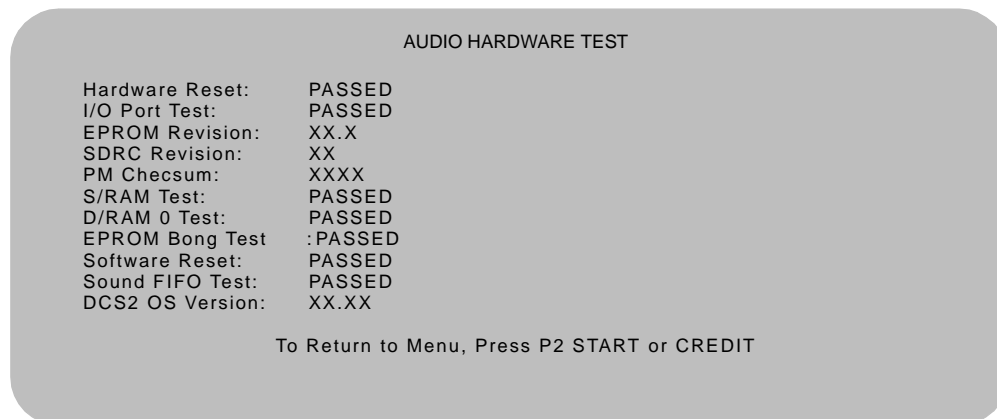 AUDIO HARDWARE TEST
Hardware Reset: PASSED
I/O Port Test: PASSED
EPROM Revision: XX.X
SDRC Revision: XX
PM Checsum: XXXX
S/RAM Test: PASSED
D/RAM 0 Test: PASSED
EPROM Bong Test :PASSED
Software Reset: PASSED
Sound FIFO Test: PASSED
DCS2 OS Version: XX.XX
To Return to Menu, Press P2 START or CREDIT